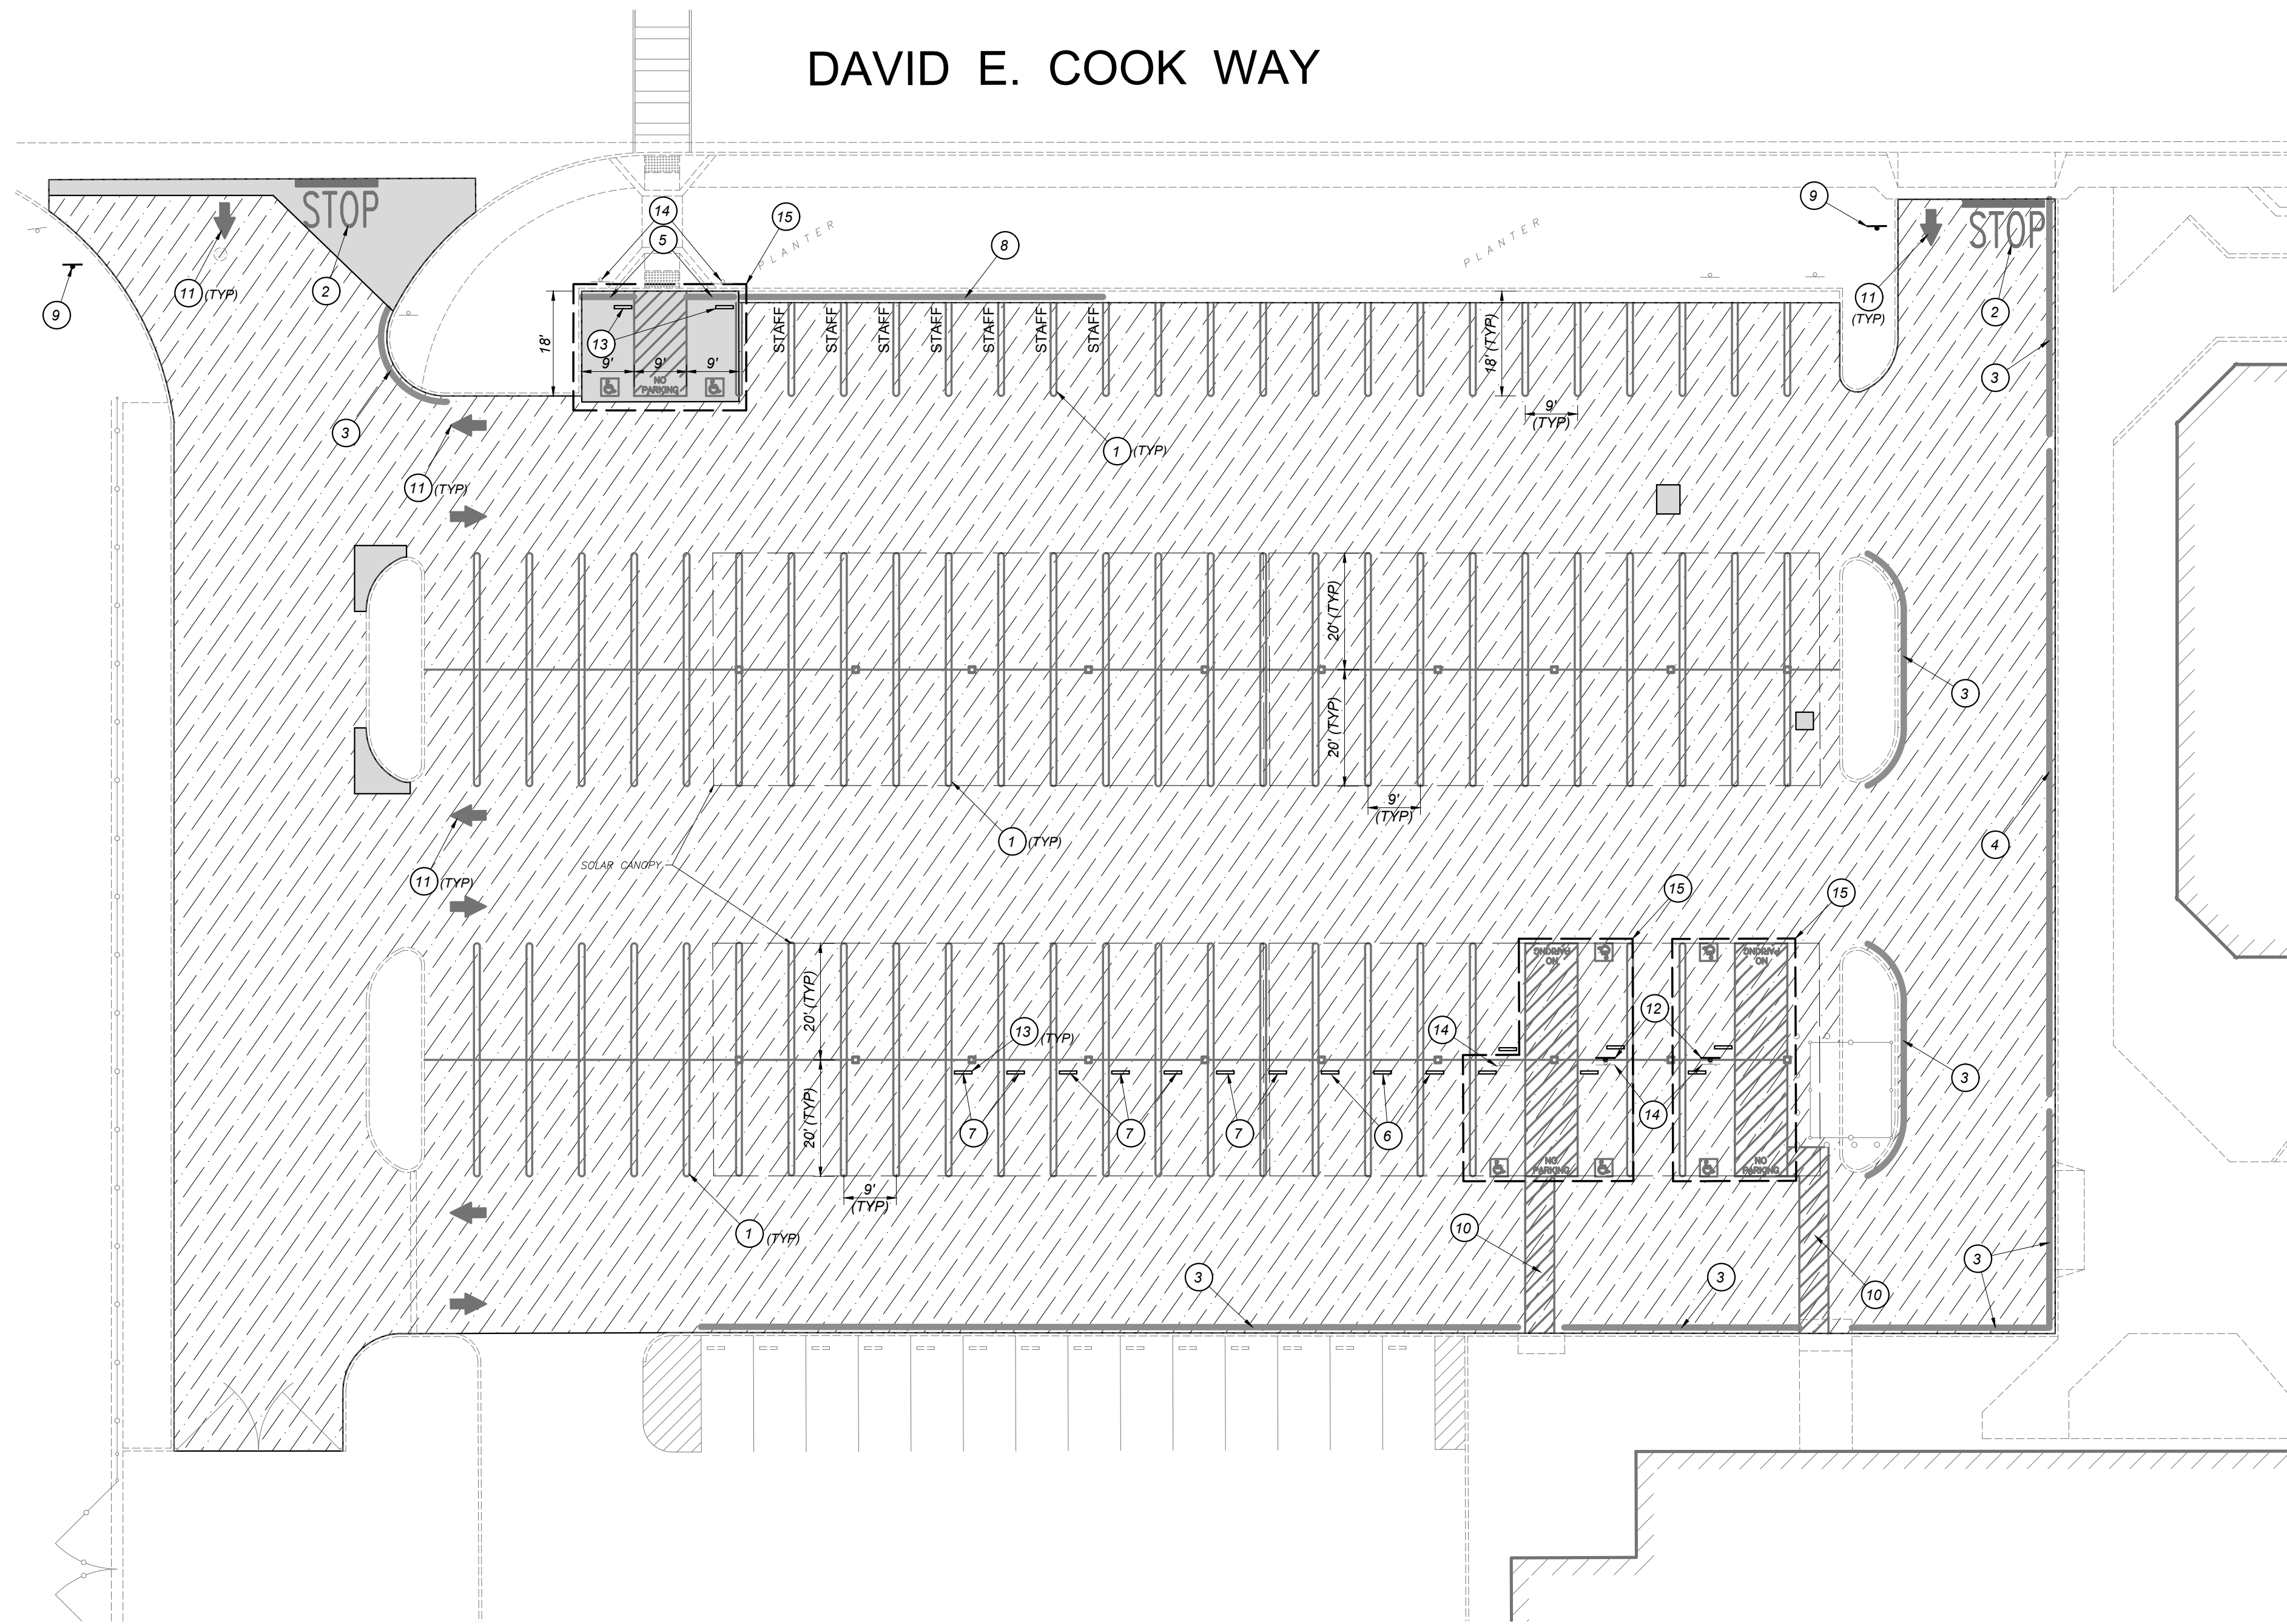 DAVID E. COOK WAY
STOP
STOP
14
15
5
9
9
PLANTER
PLANTER
8
11 (TYP)
2
11
(TYP)
2
13
18'
9'
9'
9'
NO
PARKING
STAFF
STAFF
STAFF
STAFF
STAFF
STAFF
STAFF
18' (TYP)
3
3
9'
(TYP)
1 (TYP)
11 (TYP)
20' (TYP)
20' (TYP)
3
9'
(TYP)
1 (TYP)
4
SOLAR CANOPY
11 (TYP)
15
15
NO
PARKING
NO
PARKING
20' (TYP)
12
13 (TYP)
14
20' (TYP)
7
7
7
6
14
3
NO
PARKING
NO
PARKING
9'
(TYP)
1 (TYP)
10
3
3
3
10